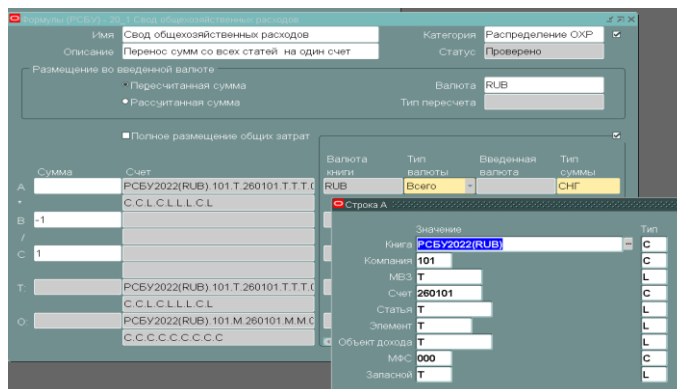 Формулы (РСБУ) - 20_1 Свод общехозяйственных расходов
Имя Свод общехозяйственных расходов Категория Распределение ОХР
Описание Перенос сумм со всех статей на один счет Статус Проверено
Размещение во введенной валюте
Пересчитанная сумма Валюта RUB
Рассчитанная сумма Тип пересчета
Полное размещение общих затрат
Валюта книги Тип валюты Введенная валюта Тип суммы
Сумма Счет
A: РСБУ2022(RUB).101.T.260101.T.T.T.0 RUB Всего СНГ
* C.C.L.C.L.L.L.C.L
B: -1
/
C: 1
T: РСБУ2022(RUB).101.T.260101.T.T.T.0
C.C.L.C.L.L.L.C.L
O: РСБУ2022(RUB).101.M.260101.M.M.0
C.C.C.C.C.C.C.C.C
Строка A
Значение Тип
Книга РСБУ2022(RUB) C
Компания 101 C
МВЗ T L
Счет 260101 C
Статья T L
Элемент T L
Объект дохода T L
МФС 000 C
Запасной T L